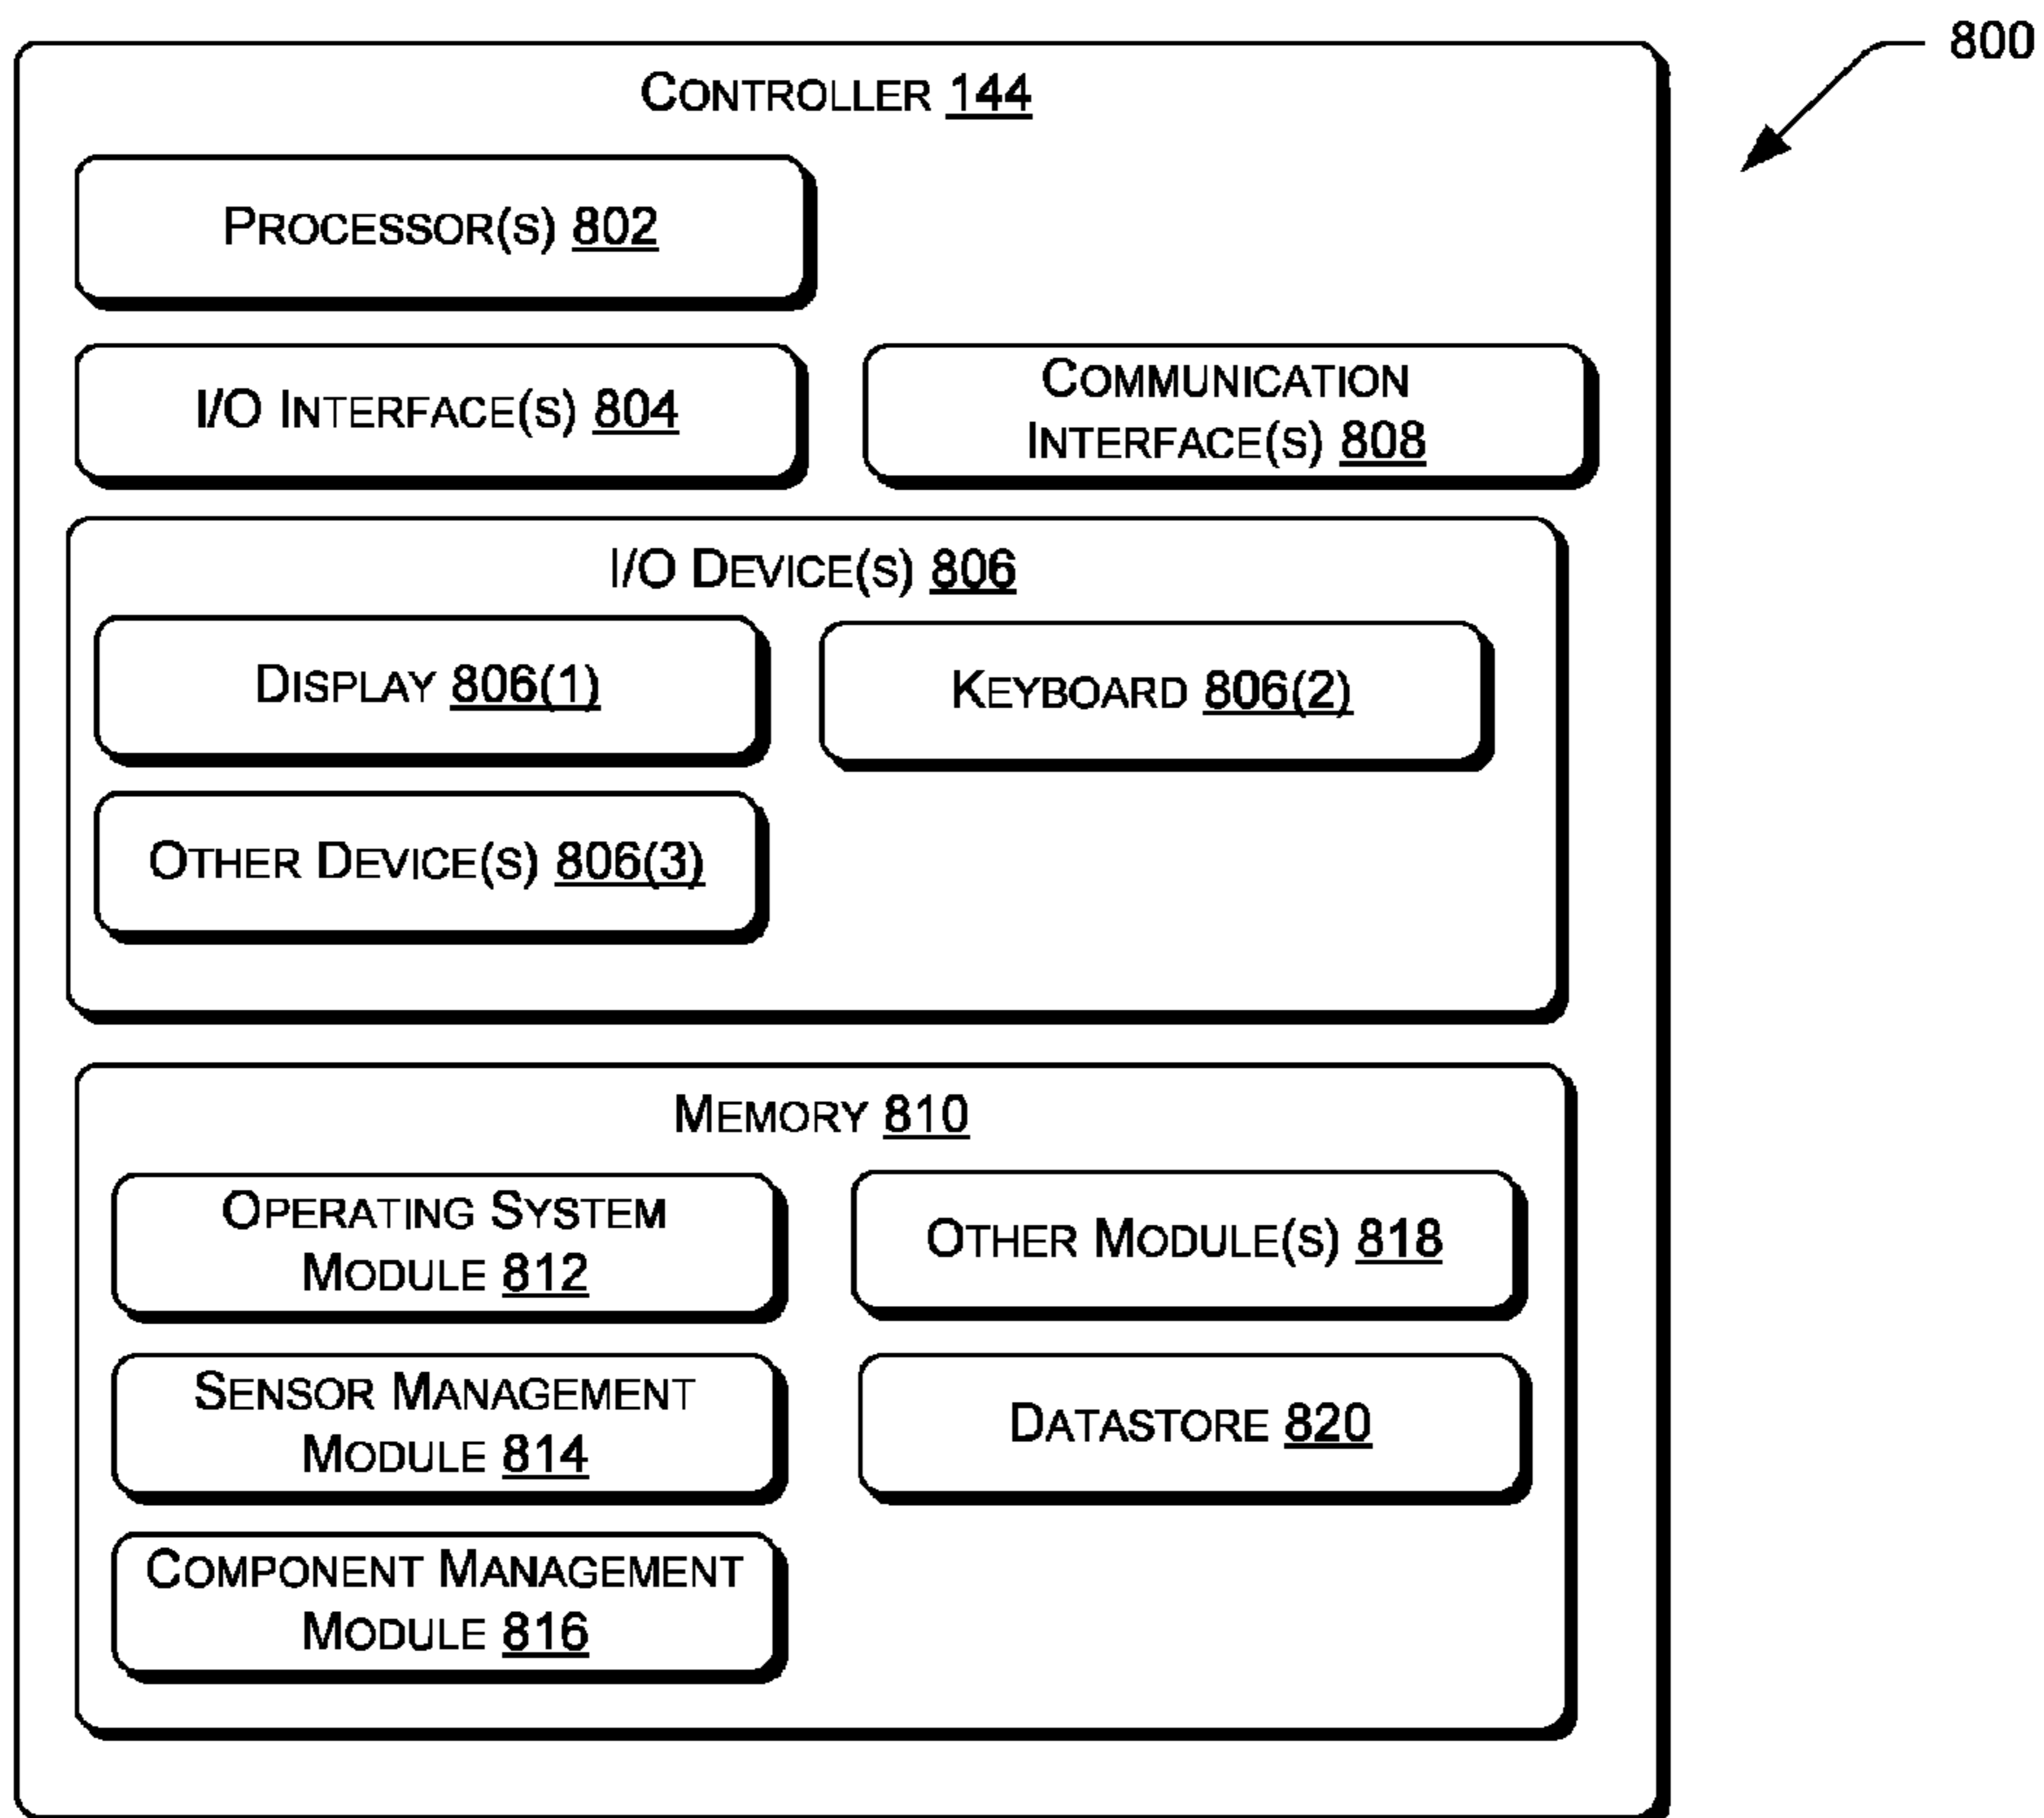 800
CONTROLLER 144
PROCESSOR(S) 802
I/O INTERFACE(S) 804
COMMUNICATION
INTERFACE(S) 808
I/O DEVICE(S) 806
DISPLAY 806(1)
KEYBOARD 806(2)
OTHER DEVICE(S) 806(3)
MEMORY 810
OPERATING SYSTEM
MODULE 812
OTHER MODULE(S) 818
SENSOR MANAGEMENT
MODULE 814
DATASTORE 820
COMPONENT MANAGEMENT
MODULE 816